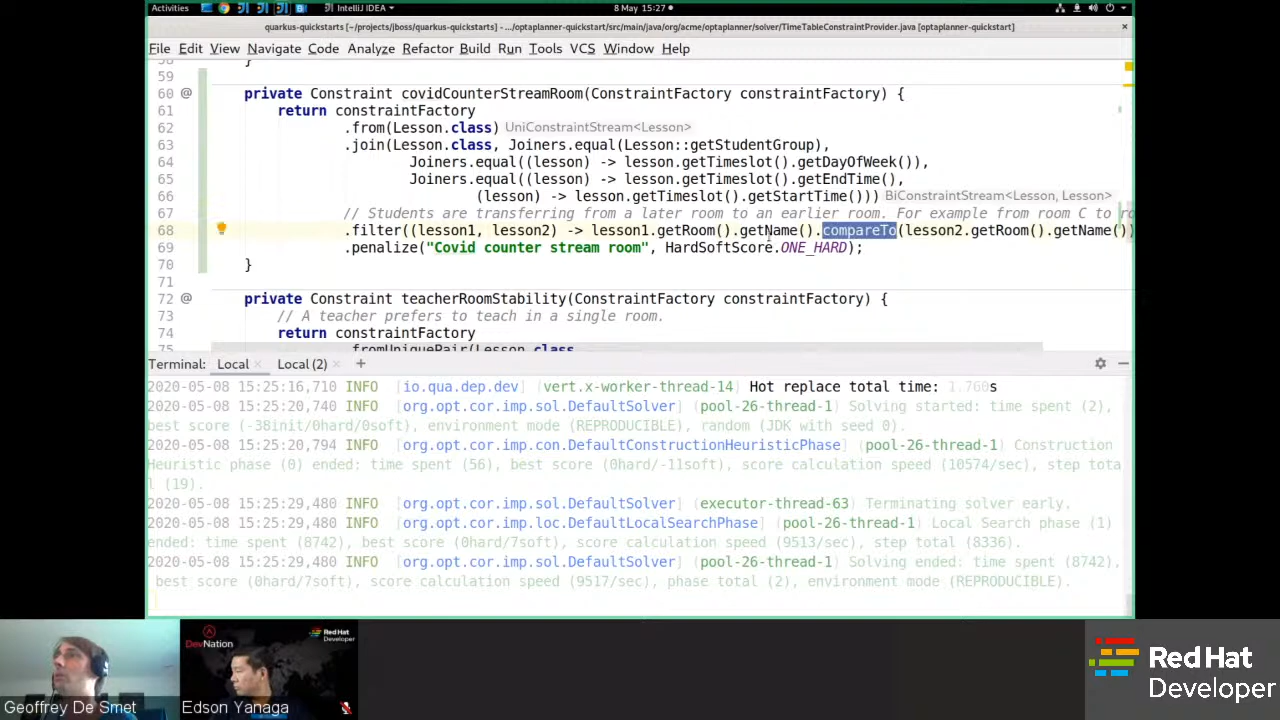 Activities
IntelliJ IDEA
8 May 15:27
quarkus-quickstarts [~/projects/jboss/quarkus-quickstarts] - .../optaplanner-quickstart/src/main/java/org/acme/optaplanner/solver/TimeTableConstraintProvider.java [optaplanner-quickstart]
File Edit View Navigate Code Analyze Refactor Build Run Tools VCS Window Help
58 }
59
60 @ private Constraint covidCounterStreamRoom(ConstraintFactory constraintFactory) {
61 return constraintFactory
62 .from(Lesson.class) UniConstraintStream<Lesson>
63 .join(Lesson.class, Joiners.equal(Lesson::getStudentGroup),
64 Joiners.equal((lesson) -> lesson.getTimeslot().getDayOfWeek()),
65 Joiners.equal((lesson) -> lesson.getTimeslot().getEndTime(),
66 (lesson) -> lesson.getTimeslot().getStartTime())) BiConstraintStream<Lesson, Lesson>
67 // Students are transferring from a later room to an earlier room. For example from room C to ro
68 .filter((lesson1, lesson2) -> lesson1.getRoom().getName().compareTo(lesson2.getRoom().getName())
69 .penalize("Covid counter stream room", HardSoftScore.ONE_HARD);
70 }
71
72 @ private Constraint teacherRoomStability(ConstraintFactory constraintFactory) {
73 // A teacher prefers to teach in a single room.
74 return constraintFactory
75 .fromUniquePair(Lesson.class
Terminal: Local × Local (2) × +
2020-05-08 15:25:16,710 INFO [io.qua.dep.dev] (vert.x-worker-thread-14) Hot replace total time: 1.760s
2020-05-08 15:25:20,740 INFO [org.opt.cor.imp.sol.DefaultSolver] (pool-26-thread-1) Solving started: time spent (2),
best score (-38init/0hard/0soft), environment mode (REPRODUCIBLE), random (JDK with seed 0).
2020-05-08 15:25:20,794 INFO [org.opt.cor.imp.con.DefaultConstructionHeuristicPhase] (pool-26-thread-1) Construction
Heuristic phase (0) ended: time spent (56), best score (0hard/-11soft), score calculation speed (10574/sec), step tota
l (19).
2020-05-08 15:25:29,480 INFO [org.opt.cor.imp.sol.DefaultSolver] (executor-thread-63) Terminating solver early.
2020-05-08 15:25:29,480 INFO [org.opt.cor.imp.loc.DefaultLocalSearchPhase] (pool-26-thread-1) Local Search phase (1)
ended: time spent (8742), best score (0hard/7soft), score calculation speed (9513/sec), step total (8336).
2020-05-08 15:25:29,480 INFO [org.opt.cor.imp.sol.DefaultSolver] (pool-26-thread-1) Solving ended: time spent (8742),
best score (0hard/7soft), score calculation speed (9517/sec), phase total (2), environment mode (REPRODUCIBLE).
DevNation
Red Hat
Developer
Geoffrey De Smet
Edson Yanaga
Red Hat
Developer